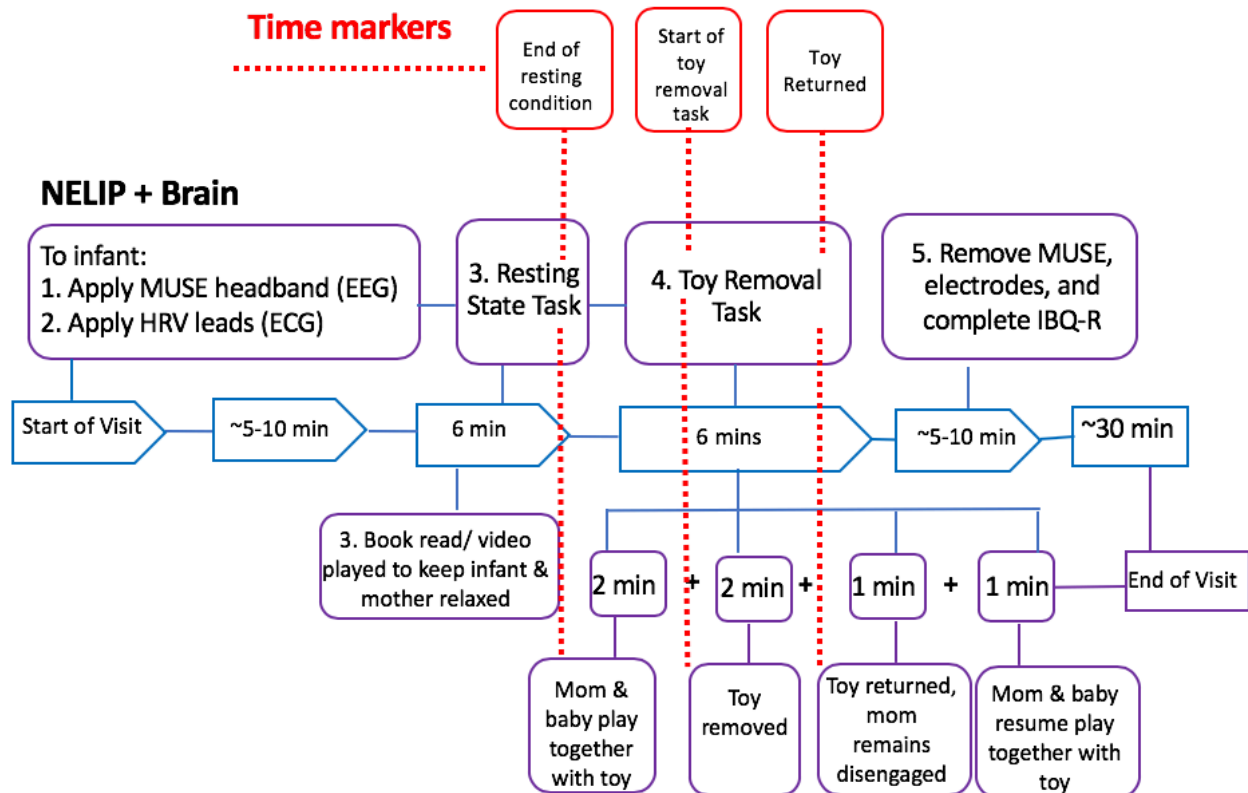 Time markers
End of
resting
condition
Start of
toy
removal
task
Toy
Returned
NELIP + Brain
To infant:
1. Apply MUSE headband (EEG)
2. Apply HRV leads (ECG)
3. Resting
State Task
4. Toy Removal
Task
5. Remove MUSE,
electrodes, and
complete IBQ-R
Start of Visit
~5-10 min
6 min
6 mins
~5-10 min
~30 min
3. Book read/ video
played to keep infant &
mother relaxed
2 min + 2 min + 1 min + 1 min
End of Visit
Mom &
baby play
together
with toy
Toy
removed
Toy returned,
mom
remains
disengaged
Mom & baby
resume play
together with
toy